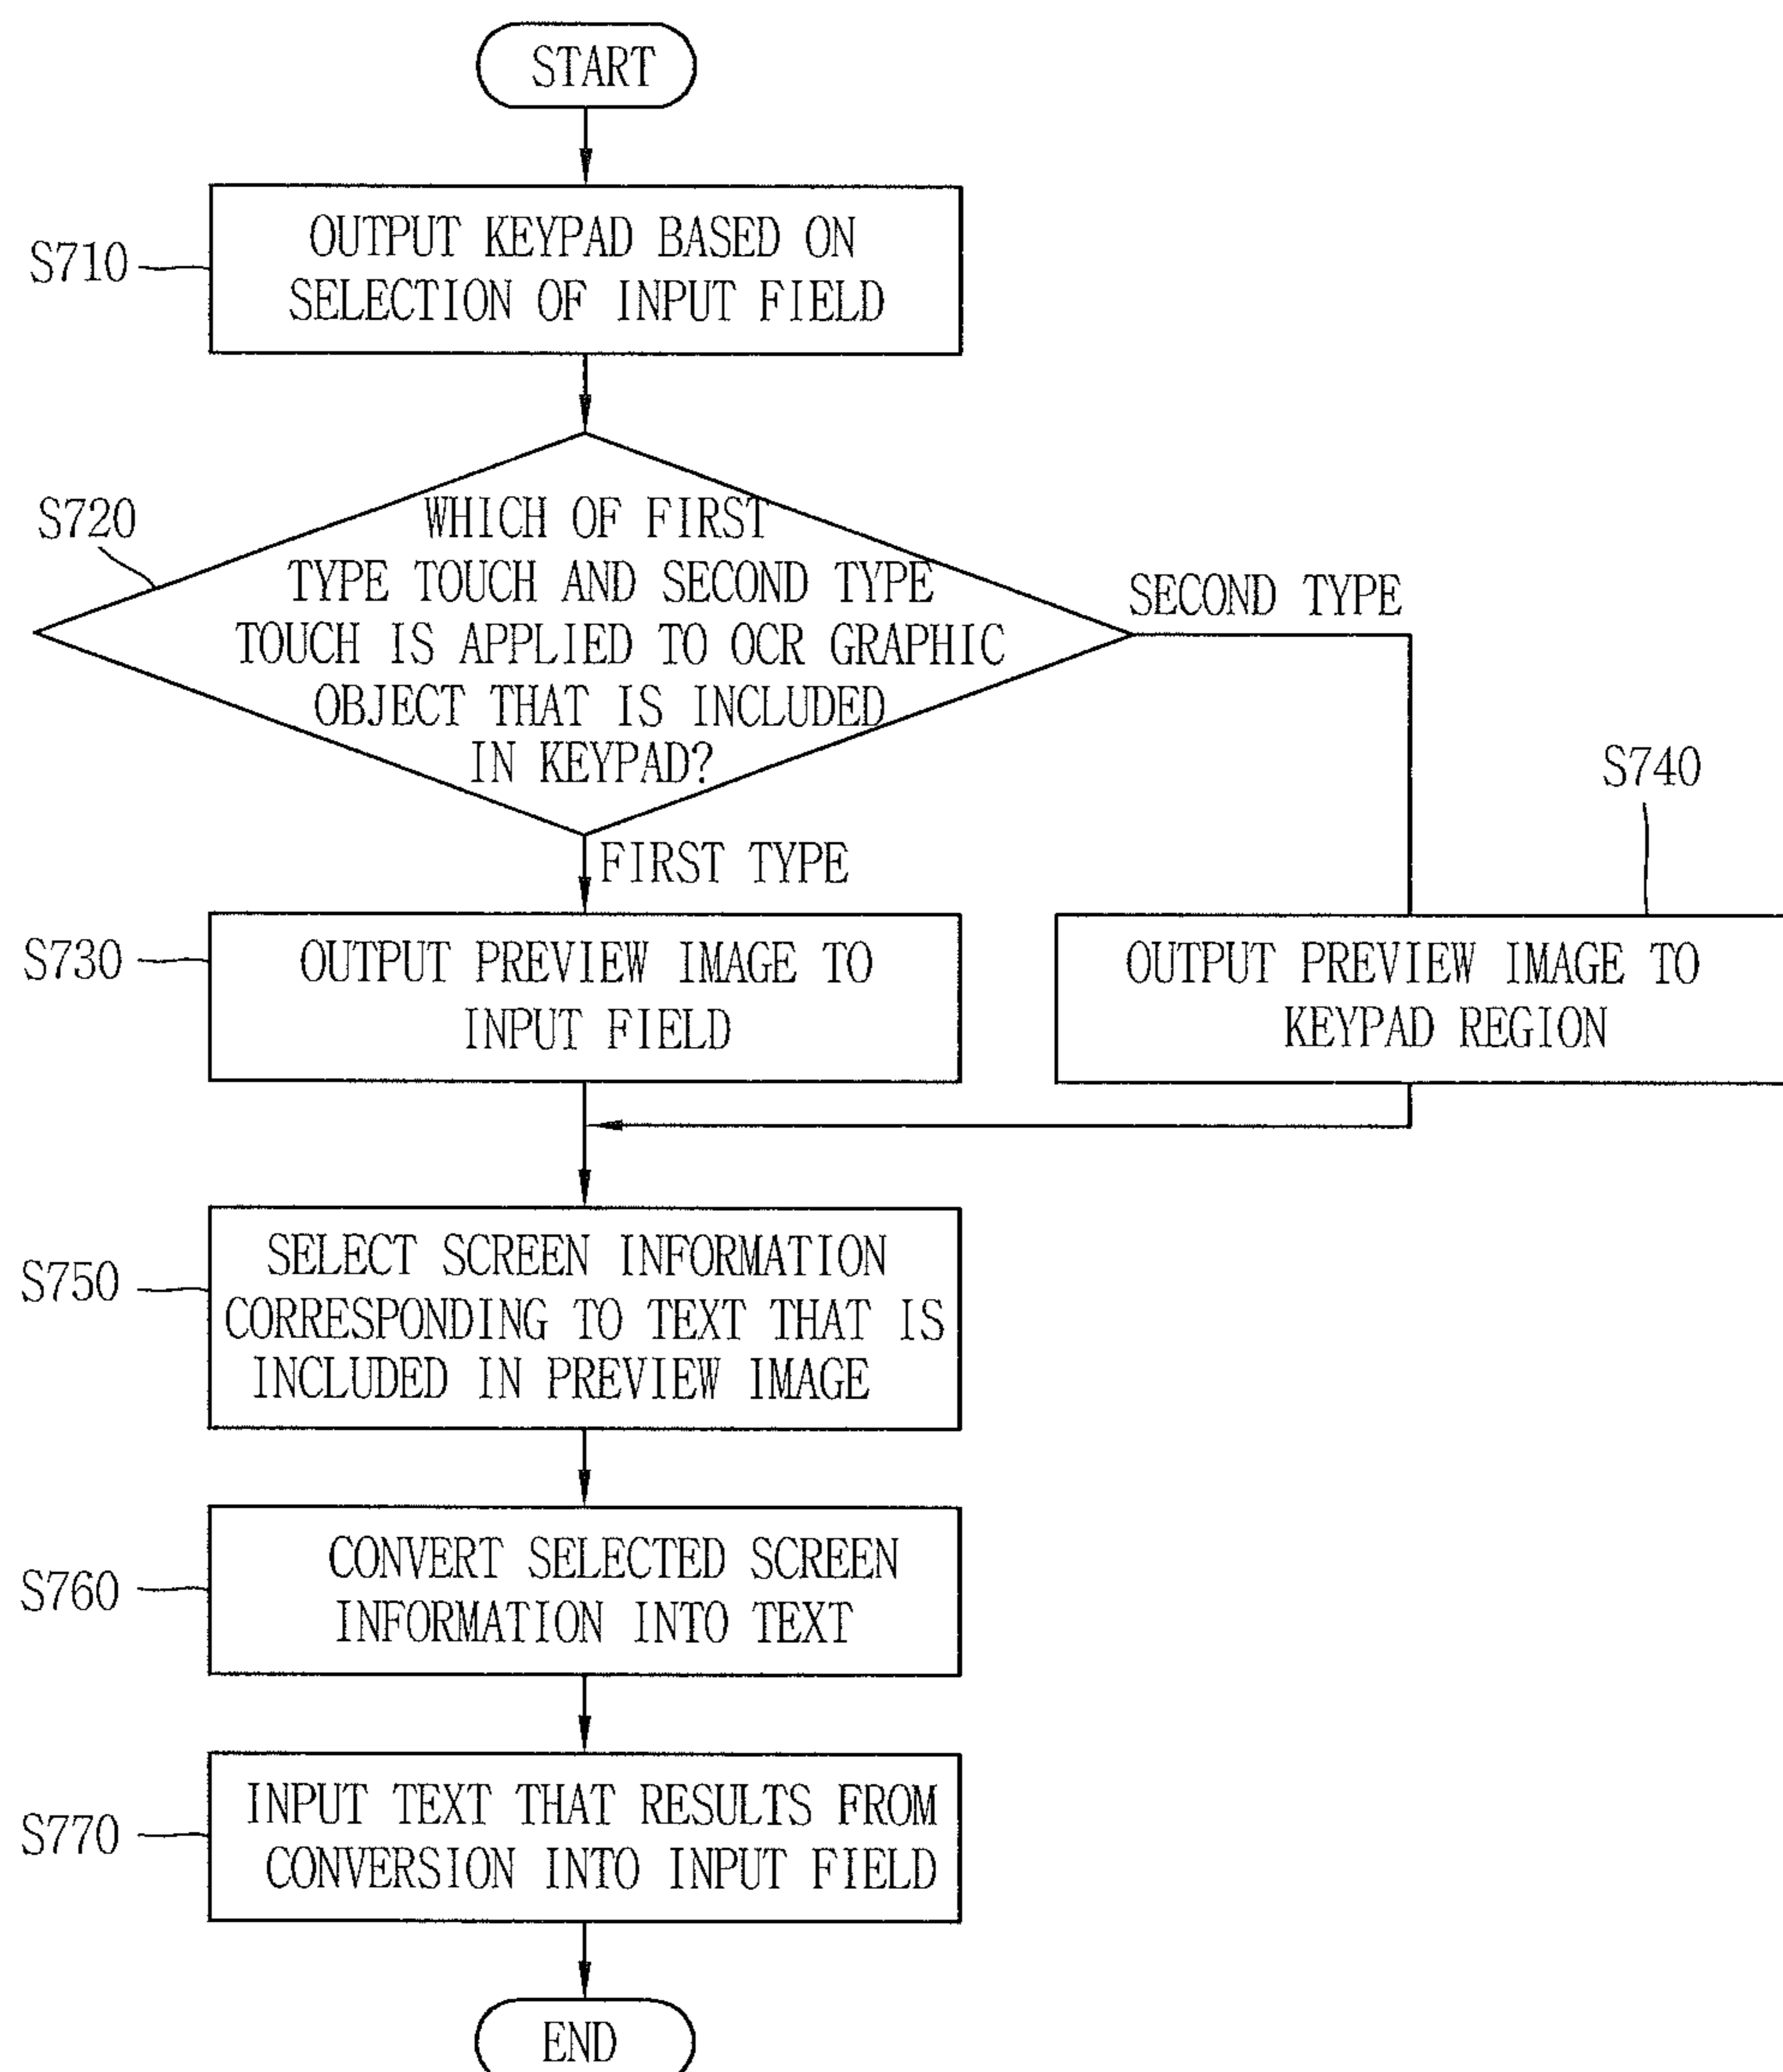 START
S710
OUTPUT KEYPAD BASED ON
SELECTION OF INPUT FIELD
S720
WHICH OF FIRST
TYPE TOUCH AND SECOND TYPE
TOUCH IS APPLIED TO OCR GRAPHIC
OBJECT THAT IS INCLUDED
IN KEYPAD?
SECOND TYPE
FIRST TYPE
S730
OUTPUT PREVIEW IMAGE TO
INPUT FIELD
S740
OUTPUT PREVIEW IMAGE TO
KEYPAD REGION
S750
SELECT SCREEN INFORMATION
CORRESPONDING TO TEXT THAT IS
INCLUDED IN PREVIEW IMAGE
S760
CONVERT SELECTED SCREEN
INFORMATION INTO TEXT
S770
INPUT TEXT THAT RESULTS FROM
CONVERSION INTO INPUT FIELD
END